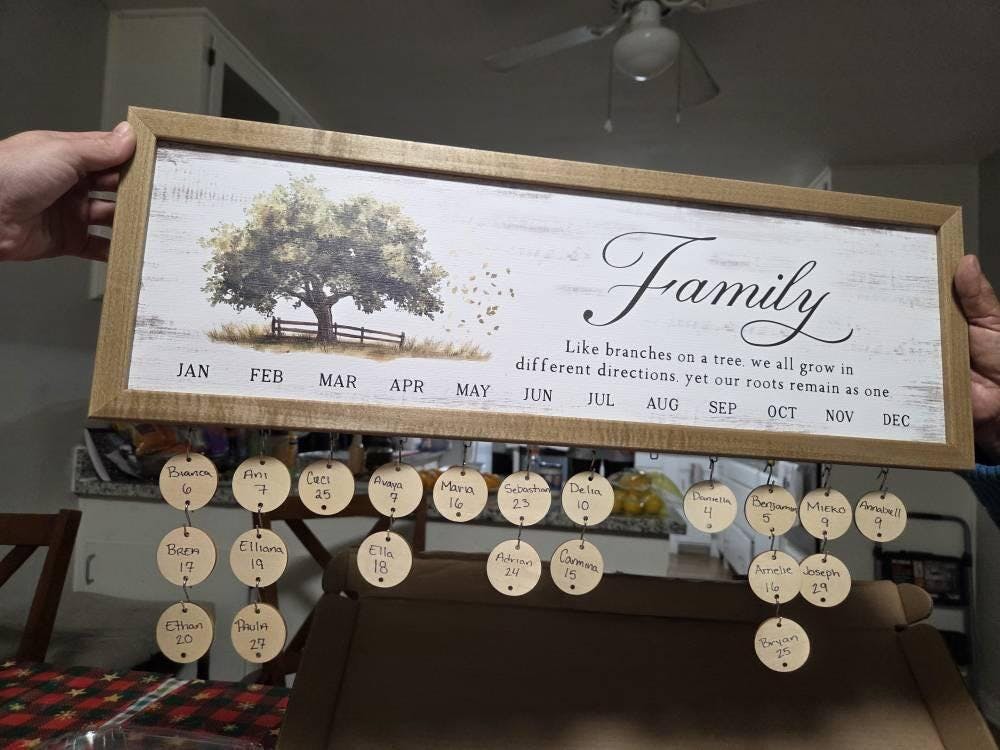 Family
Like branches on a tree, we all grow in
different directions, yet our roots remain as one
JAN FEB MAR APR MAY JUN JUL AUG SEP OCT NOV DEC
Bianca
6
Brea
17
Ethan
20
Ani
7
Elliana
19
Paula
27
Cuci
25
Avaya
7
Ella
18
Maria
16
Sebastian
23
Adrian
24
Delia
10
Carmina
15
Daniella
4
Benjamin
5
Amelie
16
Bryan
25
MIEKO
9
Joseph
29
Annabell
9